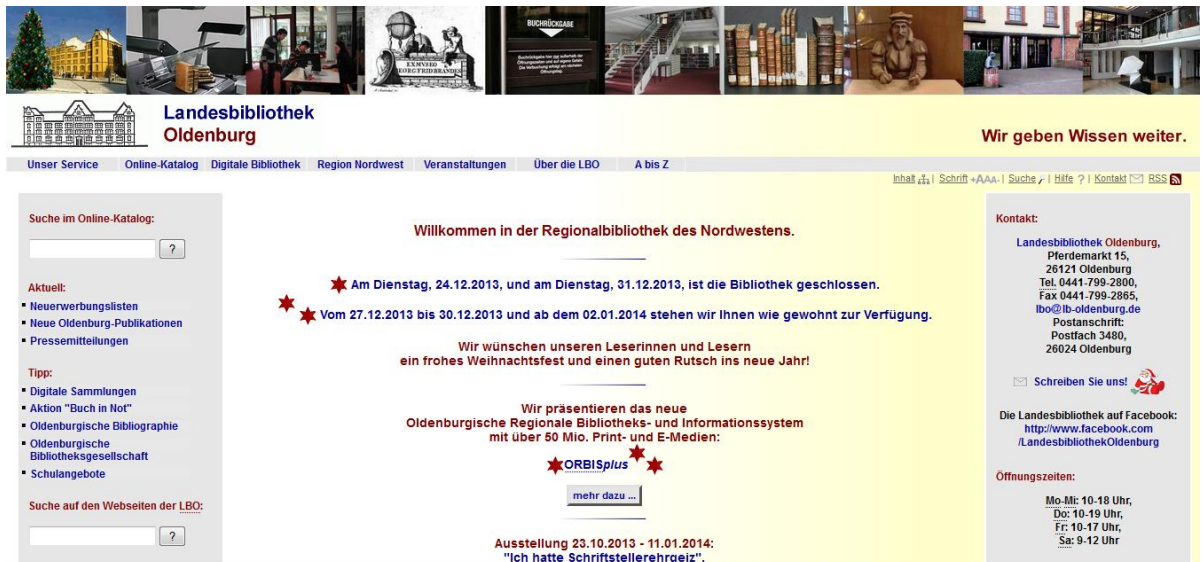 BUCHRÜCKGABE
EXMVSEO
GEORG FRID BRANDES
Landesbibliothek
Oldenburg
Wir geben Wissen weiter.
Unser Service Online-Katalog Digitale Bibliothek Region Nordwest Veranstaltungen Über die LBO A bis Z
Inhalt | Schrift +AAA- | Suche | Hilfe ? | Kontakt | RSS
Suche im Online-Katalog:
?
Aktuell:
Neuerwerbungslisten
Neue Oldenburg-Publikationen
Pressemitteilungen
Tipp:
Digitale Sammlungen
Aktion "Buch in Not"
Oldenburgische Bibliographie
Oldenburgische
Bibliotheksgesellschaft
Schulangebote
Suche auf den Webseiten der LBO:
?
Willkommen in der Regionalbibliothek des Nordwestens.
Am Dienstag, 24.12.2013, und am Dienstag, 31.12.2013, ist die Bibliothek geschlossen.
Vom 27.12.2013 bis 30.12.2013 und ab dem 02.01.2014 stehen wir Ihnen wie gewohnt zur Verfügung.
Wir wünschen unseren Leserinnen und Lesern
ein frohes Weihnachtsfest und einen guten Rutsch ins neue Jahr!
Wir präsentieren das neue
Oldenburgische Regionale Bibliotheks- und Informationssystem
mit über 50 Mio. Print- und E-Medien:
ORBISplus
mehr dazu ...
Ausstellung 23.10.2013 - 11.01.2014:
"Ich hatte Schriftstellerehrgeiz".
Kontakt:
Landesbibliothek Oldenburg,
Pferdemarkt 15,
26121 Oldenburg
Tel. 0441-799-2800,
Fax 0441-799-2865,
lbo@lb-oldenburg.de
Postanschrift:
Postfach 3480,
26024 Oldenburg
Schreiben Sie uns!
Die Landesbibliothek auf Facebook:
http://www.facebook.com
/LandesbibliothekOldenburg
Öffnungszeiten:
Mo-Mi: 10-18 Uhr,
Do: 10-19 Uhr,
Fr: 10-17 Uhr,
Sa: 9-12 Uhr